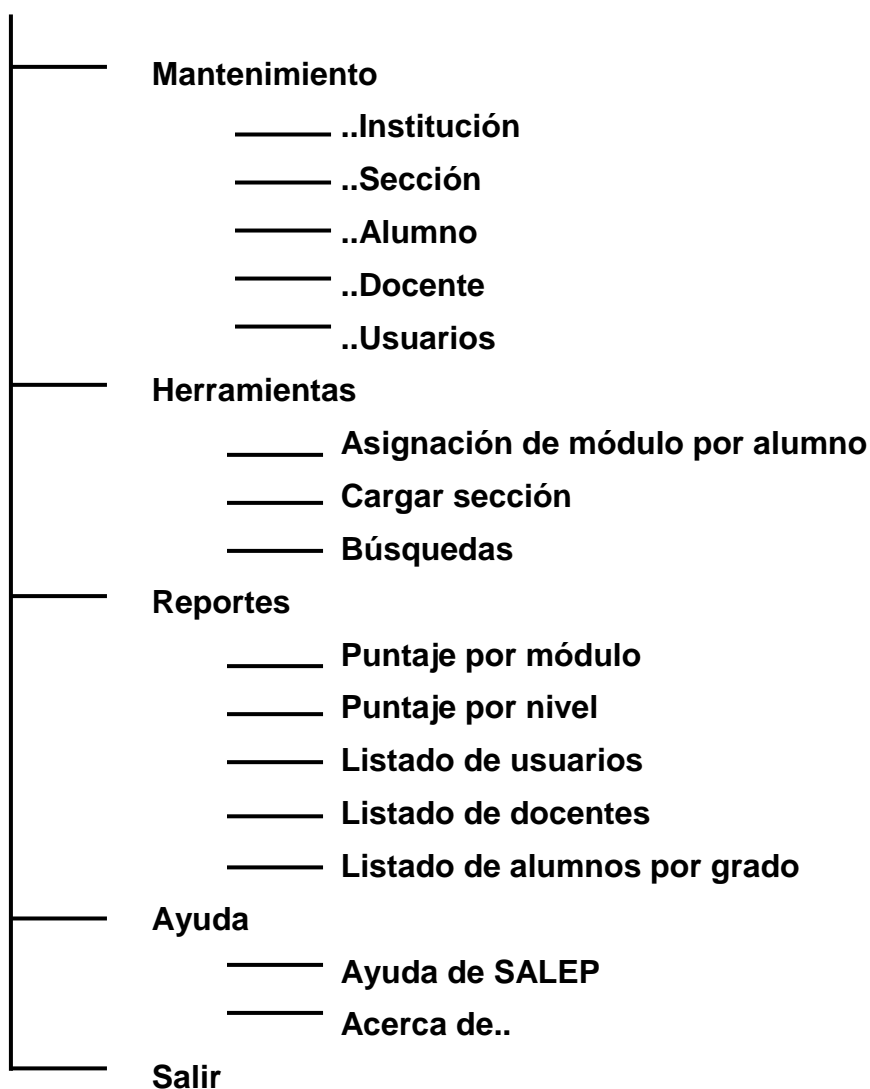 Mantenimiento
..Institución
..Sección
..Alumno
..Docente
..Usuarios
Herramientas
Asignación de módulo por alumno
Cargar sección
Búsquedas
Reportes
Puntaje por módulo
Puntaje por nivel
Listado de usuarios
Listado de docentes
Listado de alumnos por grado
Ayuda
Ayuda de SALEP
Acerca de..
Salir